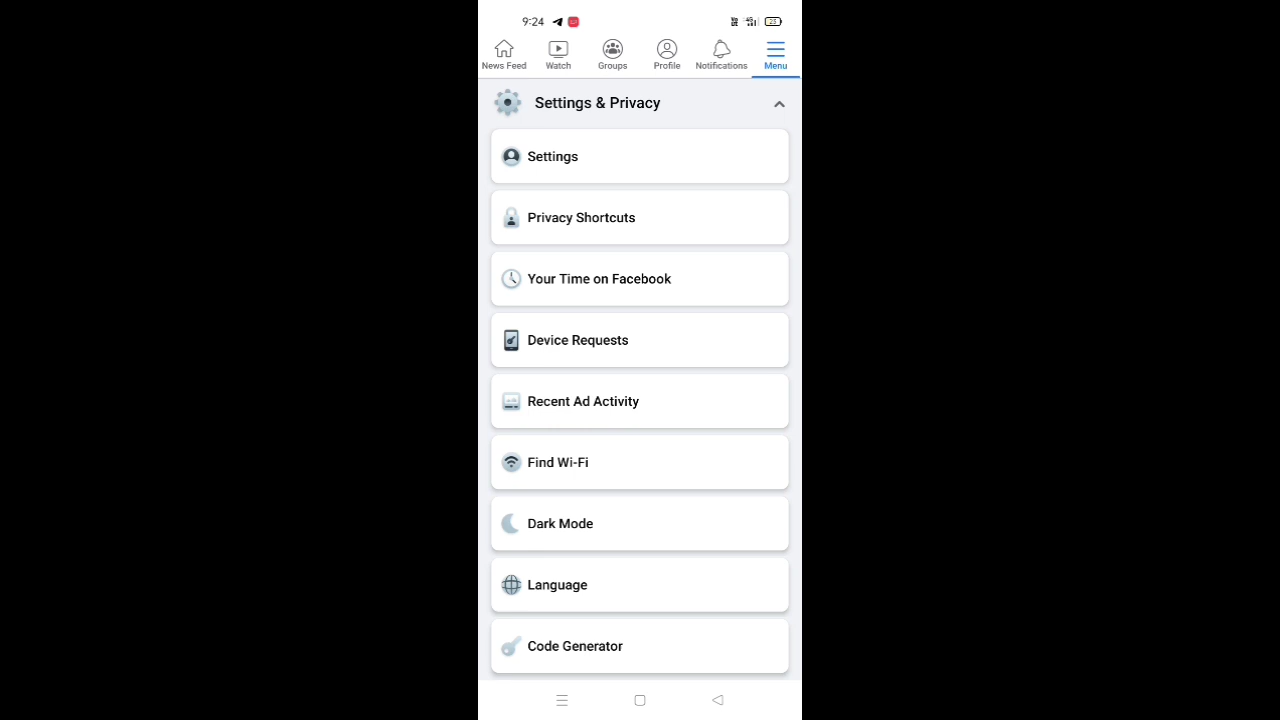 9:24
23
News Feed Watch Groups Profile Notifications Menu
Settings & Privacy
Settings
Privacy Shortcuts
Your Time on Facebook
Device Requests
Recent Ad Activity
Find Wi-Fi
Dark Mode
Language
Code Generator